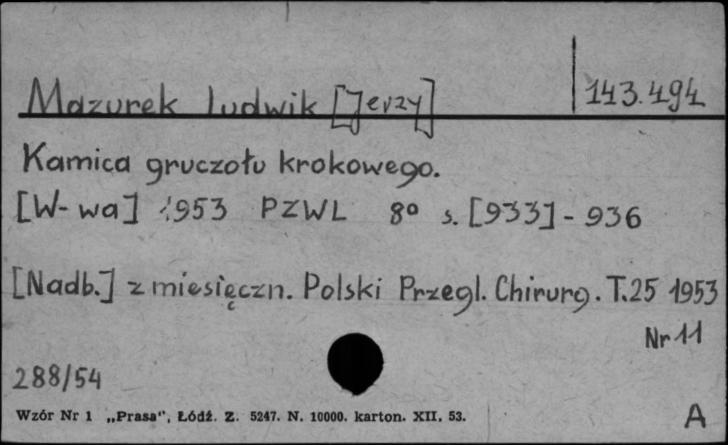 Mazurek Ludwik [Jerzy] 143.494
Kamica gruczołu krokowego.
[W-wa] 1953 PZWL 8° s. [933] - 936
[Nadb.] z miesięczn. Polski Przegl. Chirurg. T.25 1953
Nr 11
288/54
Wzór Nr 1 „Prasa", Łódź. Z. 5247. N. 10000. karton. XII. 53.
A